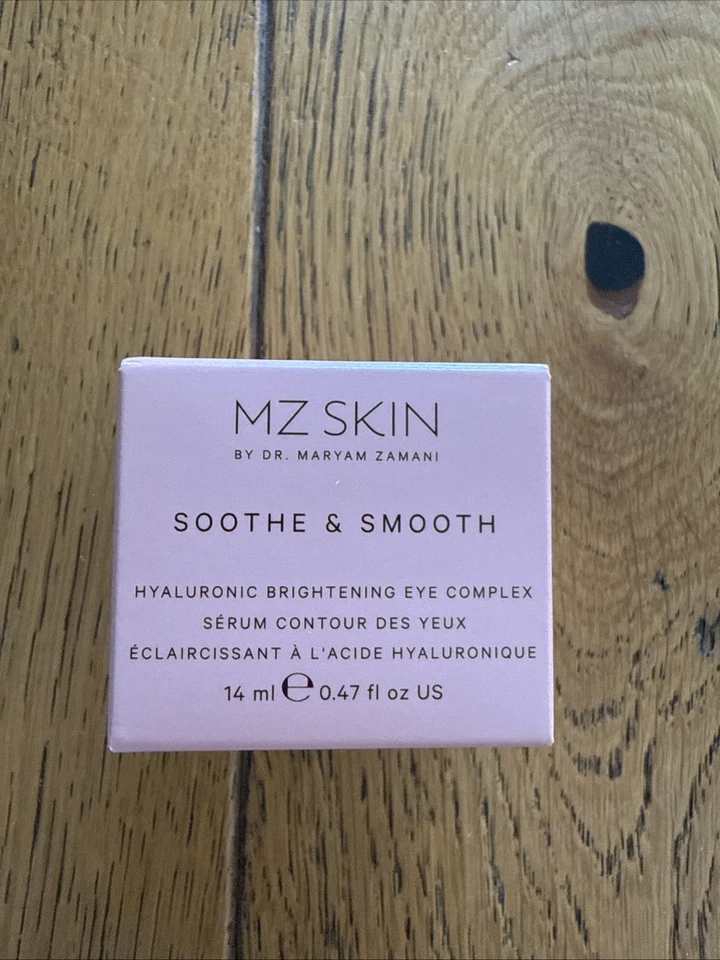 MZ SKIN
BY DR. MARYAM ZAMANI
SOOTHE & SMOOTH
HYALURONIC BRIGHTENING EYE COMPLEX
SÉRUM CONTOUR DES YEUX
ÉCLAIRCISSANT À L'ACIDE HYALURONIQUE
14 ml ℮ 0.47 fl oz US